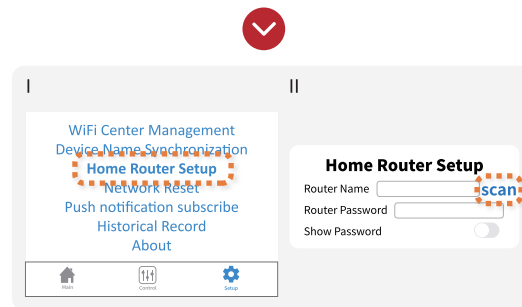 I
WiFi Center Management
Device Name Synchronization
Home Router Setup
Network Reset
Push notification subscribe
Historical Record
About
Main
Control
Setup
II
Home Router Setup
Router Name
scan
Router Password
Show Password